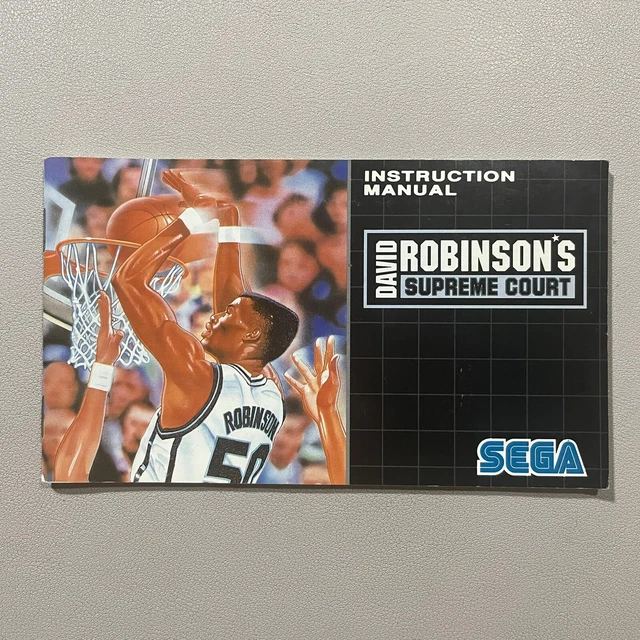 INSTRUCTION
MANUAL
DAVID
ROBINSON'S
SUPREME COURT
ROBINSON
50
SEGA